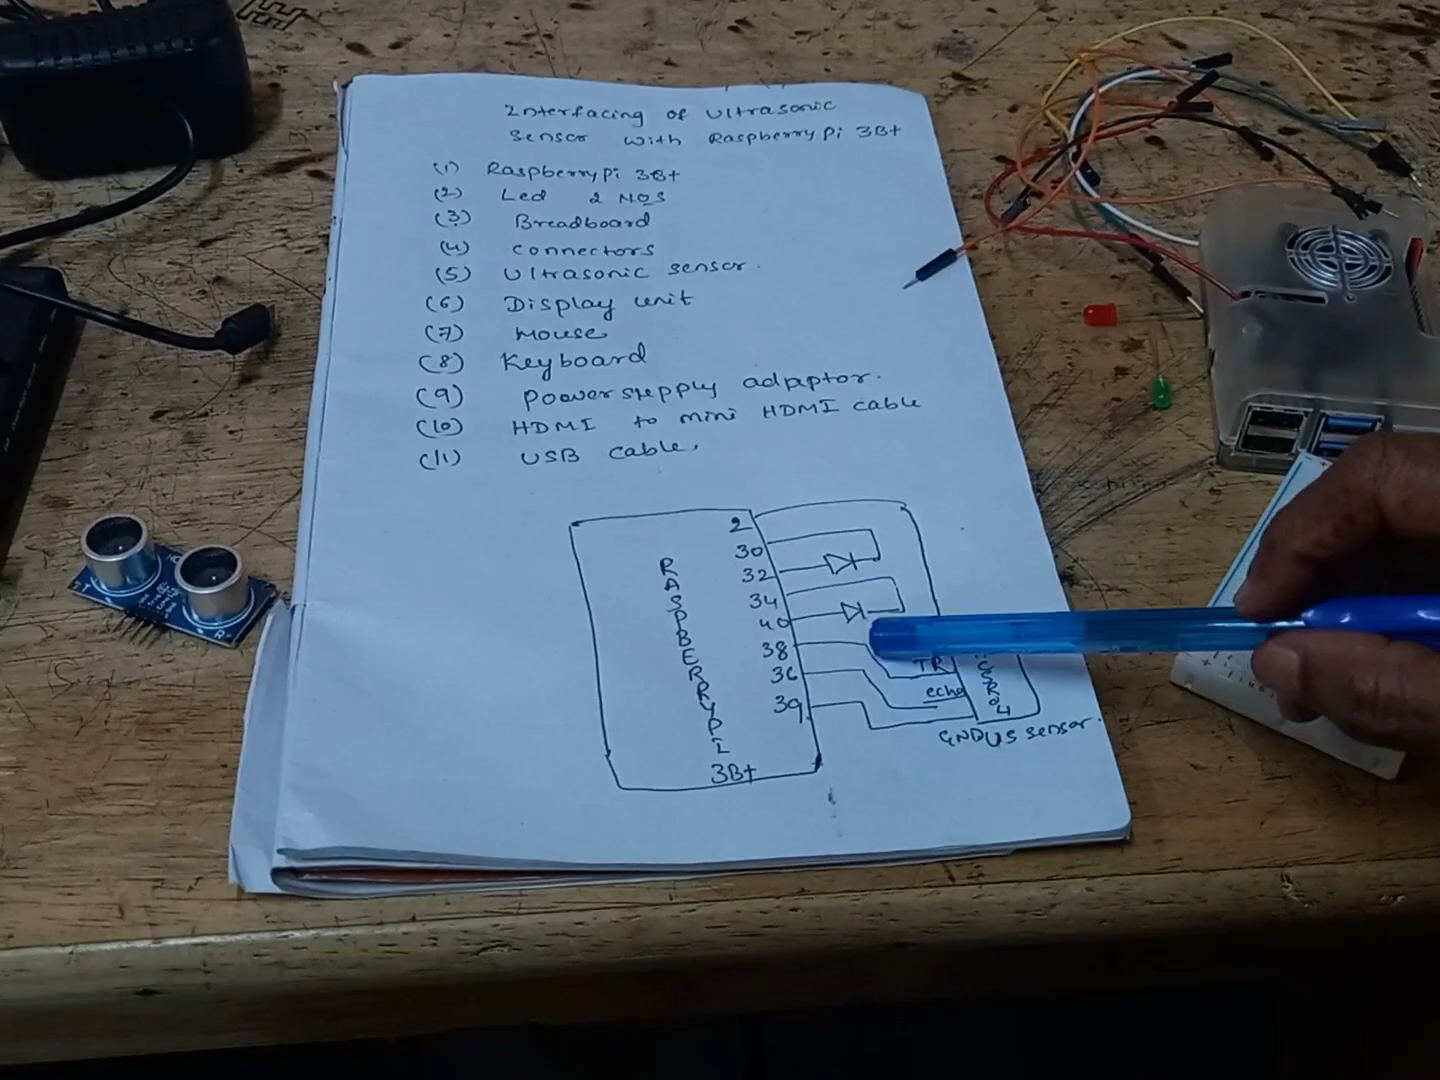 Interfacing of Ultrasonic
Sensor with Raspberry Pi 3B+
(1) Raspberry Pi 3B+
(2) Led 2 NOS
(3) Breadboard
(4) connectors
(5) Ultrasonic sensor.
(6) Display unit
(7) Mouse
(8) Keyboard
(9) Power supply adaptor.
(10) HDMI to mini HDMI cable
(11) USB cable,
2
30
32
34
40
38
36
39
RASPBERRYPI
3B+
TR
echo
GND
US sensor.